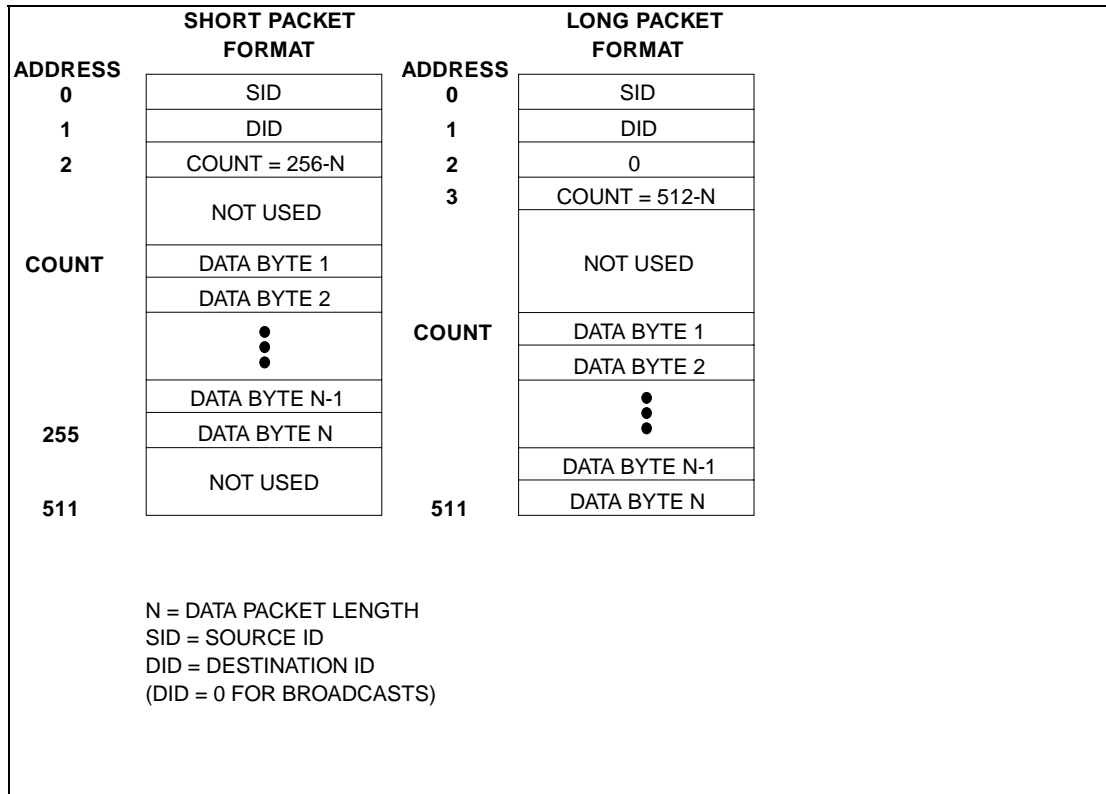 SHORT PACKET
FORMAT
ADDRESS
0 SID
1 DID
2 COUNT = 256-N
NOT USED
COUNT DATA BYTE 1
DATA BYTE 2
DATA BYTE N-1
255 DATA BYTE N
NOT USED
511
LONG PACKET
FORMAT
ADDRESS
0 SID
1 DID
2 0
3 COUNT = 512-N
NOT USED
COUNT DATA BYTE 1
DATA BYTE 2
DATA BYTE N-1
511 DATA BYTE N
N = DATA PACKET LENGTH
SID = SOURCE ID
DID = DESTINATION ID
(DID = 0 FOR BROADCASTS)